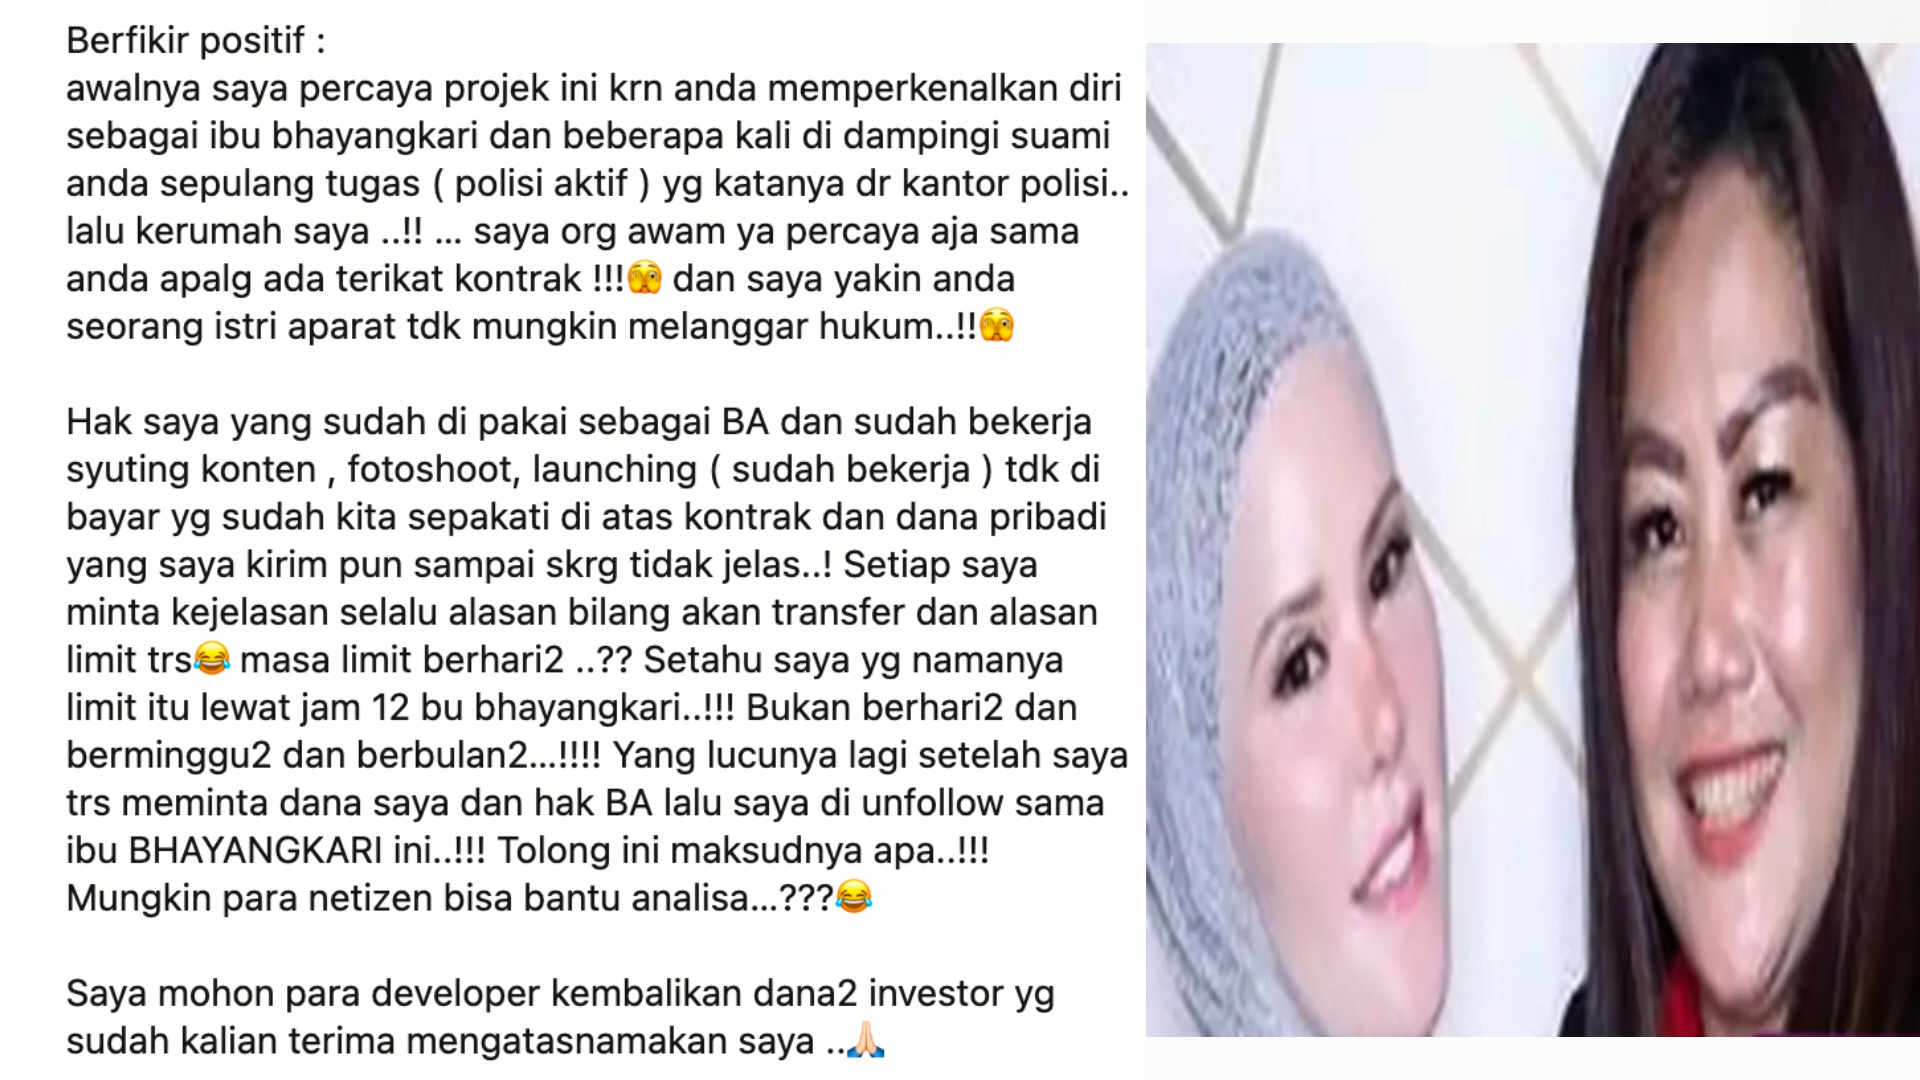 Berfikir positif :
awalnya saya percaya projek ini krn anda memperkenalkan diri
sebagai ibu bhayangkari dan beberapa kali di dampingi suami
anda sepulang tugas ( polisi aktif ) yg katanya dr kantor polisi..
lalu kerumah saya ..!! ... saya org awam ya percaya aja sama
anda apalg ada terikat kontrak !!!🫣 dan saya yakin anda
seorang istri aparat tdk mungkin melanggar hukum..!!🫣
Hak saya yang sudah di pakai sebagai BA dan sudah bekerja
syuting konten , fotoshoot, launching ( sudah bekerja ) tdk di
bayar yg sudah kita sepakati di atas kontrak dan dana pribadi
yang saya kirim pun sampai skrg tidak jelas..! Setiap saya
minta kejelasan selalu alasan bilang akan transfer dan alasan
limit trs😂 masa limit berhari2 ..?? Setahu saya yg namanya
limit itu lewat jam 12 bu bhayangkari..!!! Bukan berhari2 dan
berminggu2 dan berbulan2...!!!! Yang lucunya lagi setelah saya
trs meminta dana saya dan hak BA lalu saya di unfollow sama
ibu BHAYANGKARI ini..!!! Tolong ini maksudnya apa..!!!
Mungkin para netizen bisa bantu analisa...???😂
Saya mohon para developer kembalikan dana2 investor yg
sudah kalian terima mengatasnamakan saya ..🙏🏻